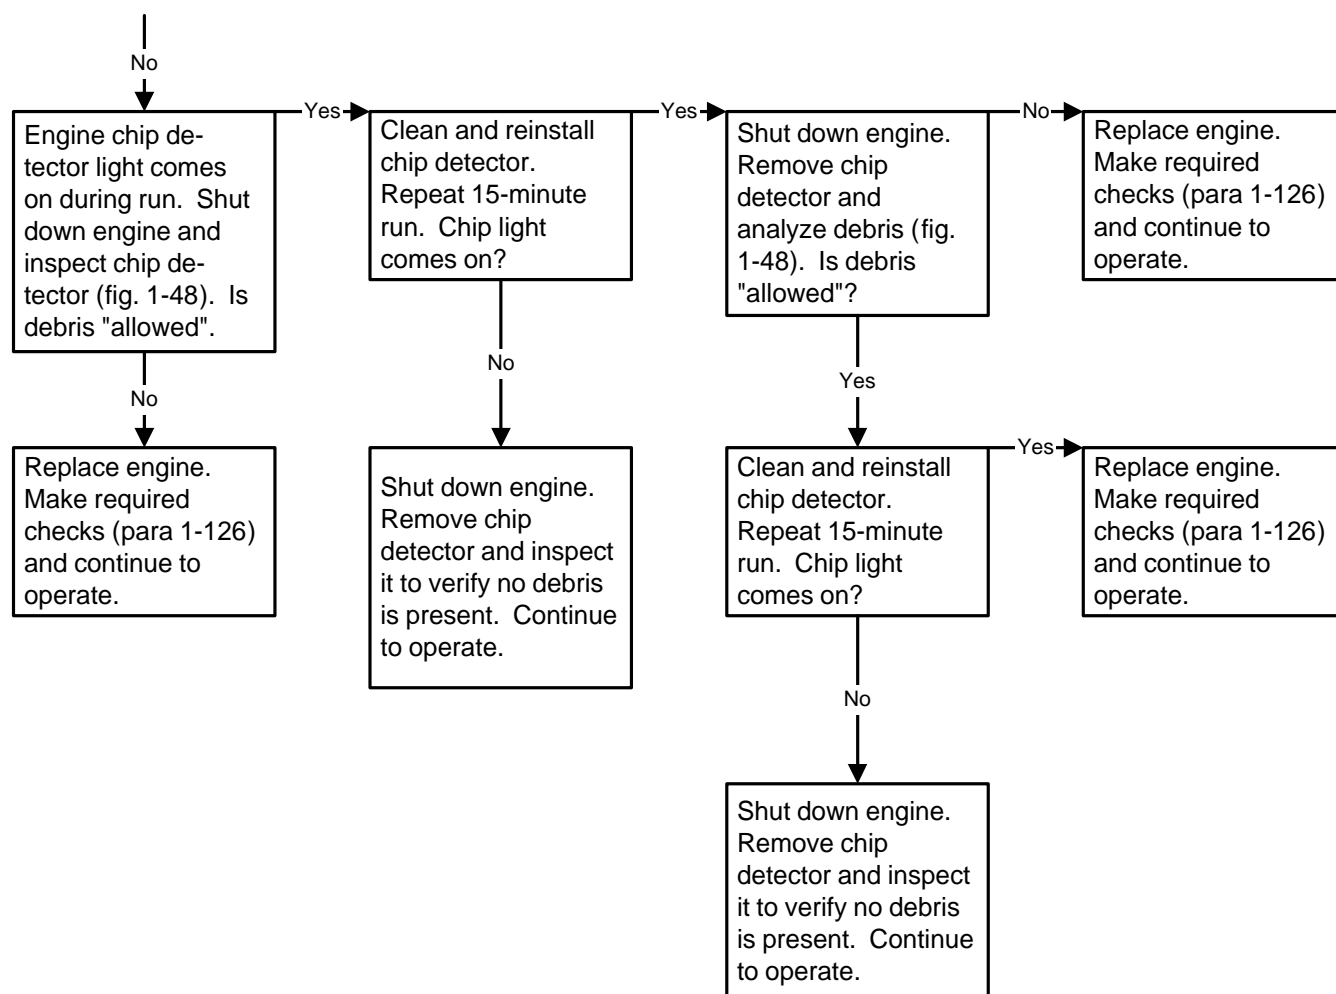 No
Engine chip de-
tector light comes
on during run.  Shut
down engine and
inspect chip de-
tector (fig. 1-48).  Is
debris "allowed".
Yes
Clean and reinstall
chip detector.
Repeat 15-minute
run.  Chip light
comes on?
Yes
Shut down engine.
Remove chip
detector and
analyze debris (fig.
1-48).  Is debris
"allowed"?
No
Replace engine.
Make required
checks (para 1-126)
and continue to
operate.
No
Replace engine.
Make required
checks (para 1-126)
and continue to
operate.
No
Shut down engine.
Remove chip
detector and inspect
it to verify no debris
is present.  Continue
to operate.
Yes
Clean and reinstall
chip detector.
Repeat 15-minute
run.  Chip light
comes on?
Yes
Replace engine.
Make required
checks (para 1-126)
and continue to
operate.
No
Shut down engine.
Remove chip
detector and inspect
it to verify no debris
is present.  Continue
to operate.